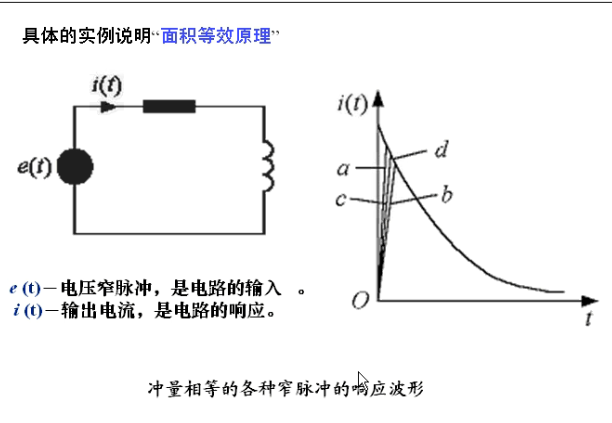 具体的实例说明“面积等效原理”
i(t)
e(t)
i(t)
a
d
c
b
O
t
e (t)－电压窄脉冲，是电路的输入 。
i (t)－输出电流，是电路的响应。
冲量相等的各种窄脉冲的响应波形